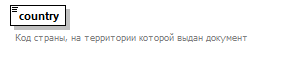 country
Код страны, на территории которой выдан документ